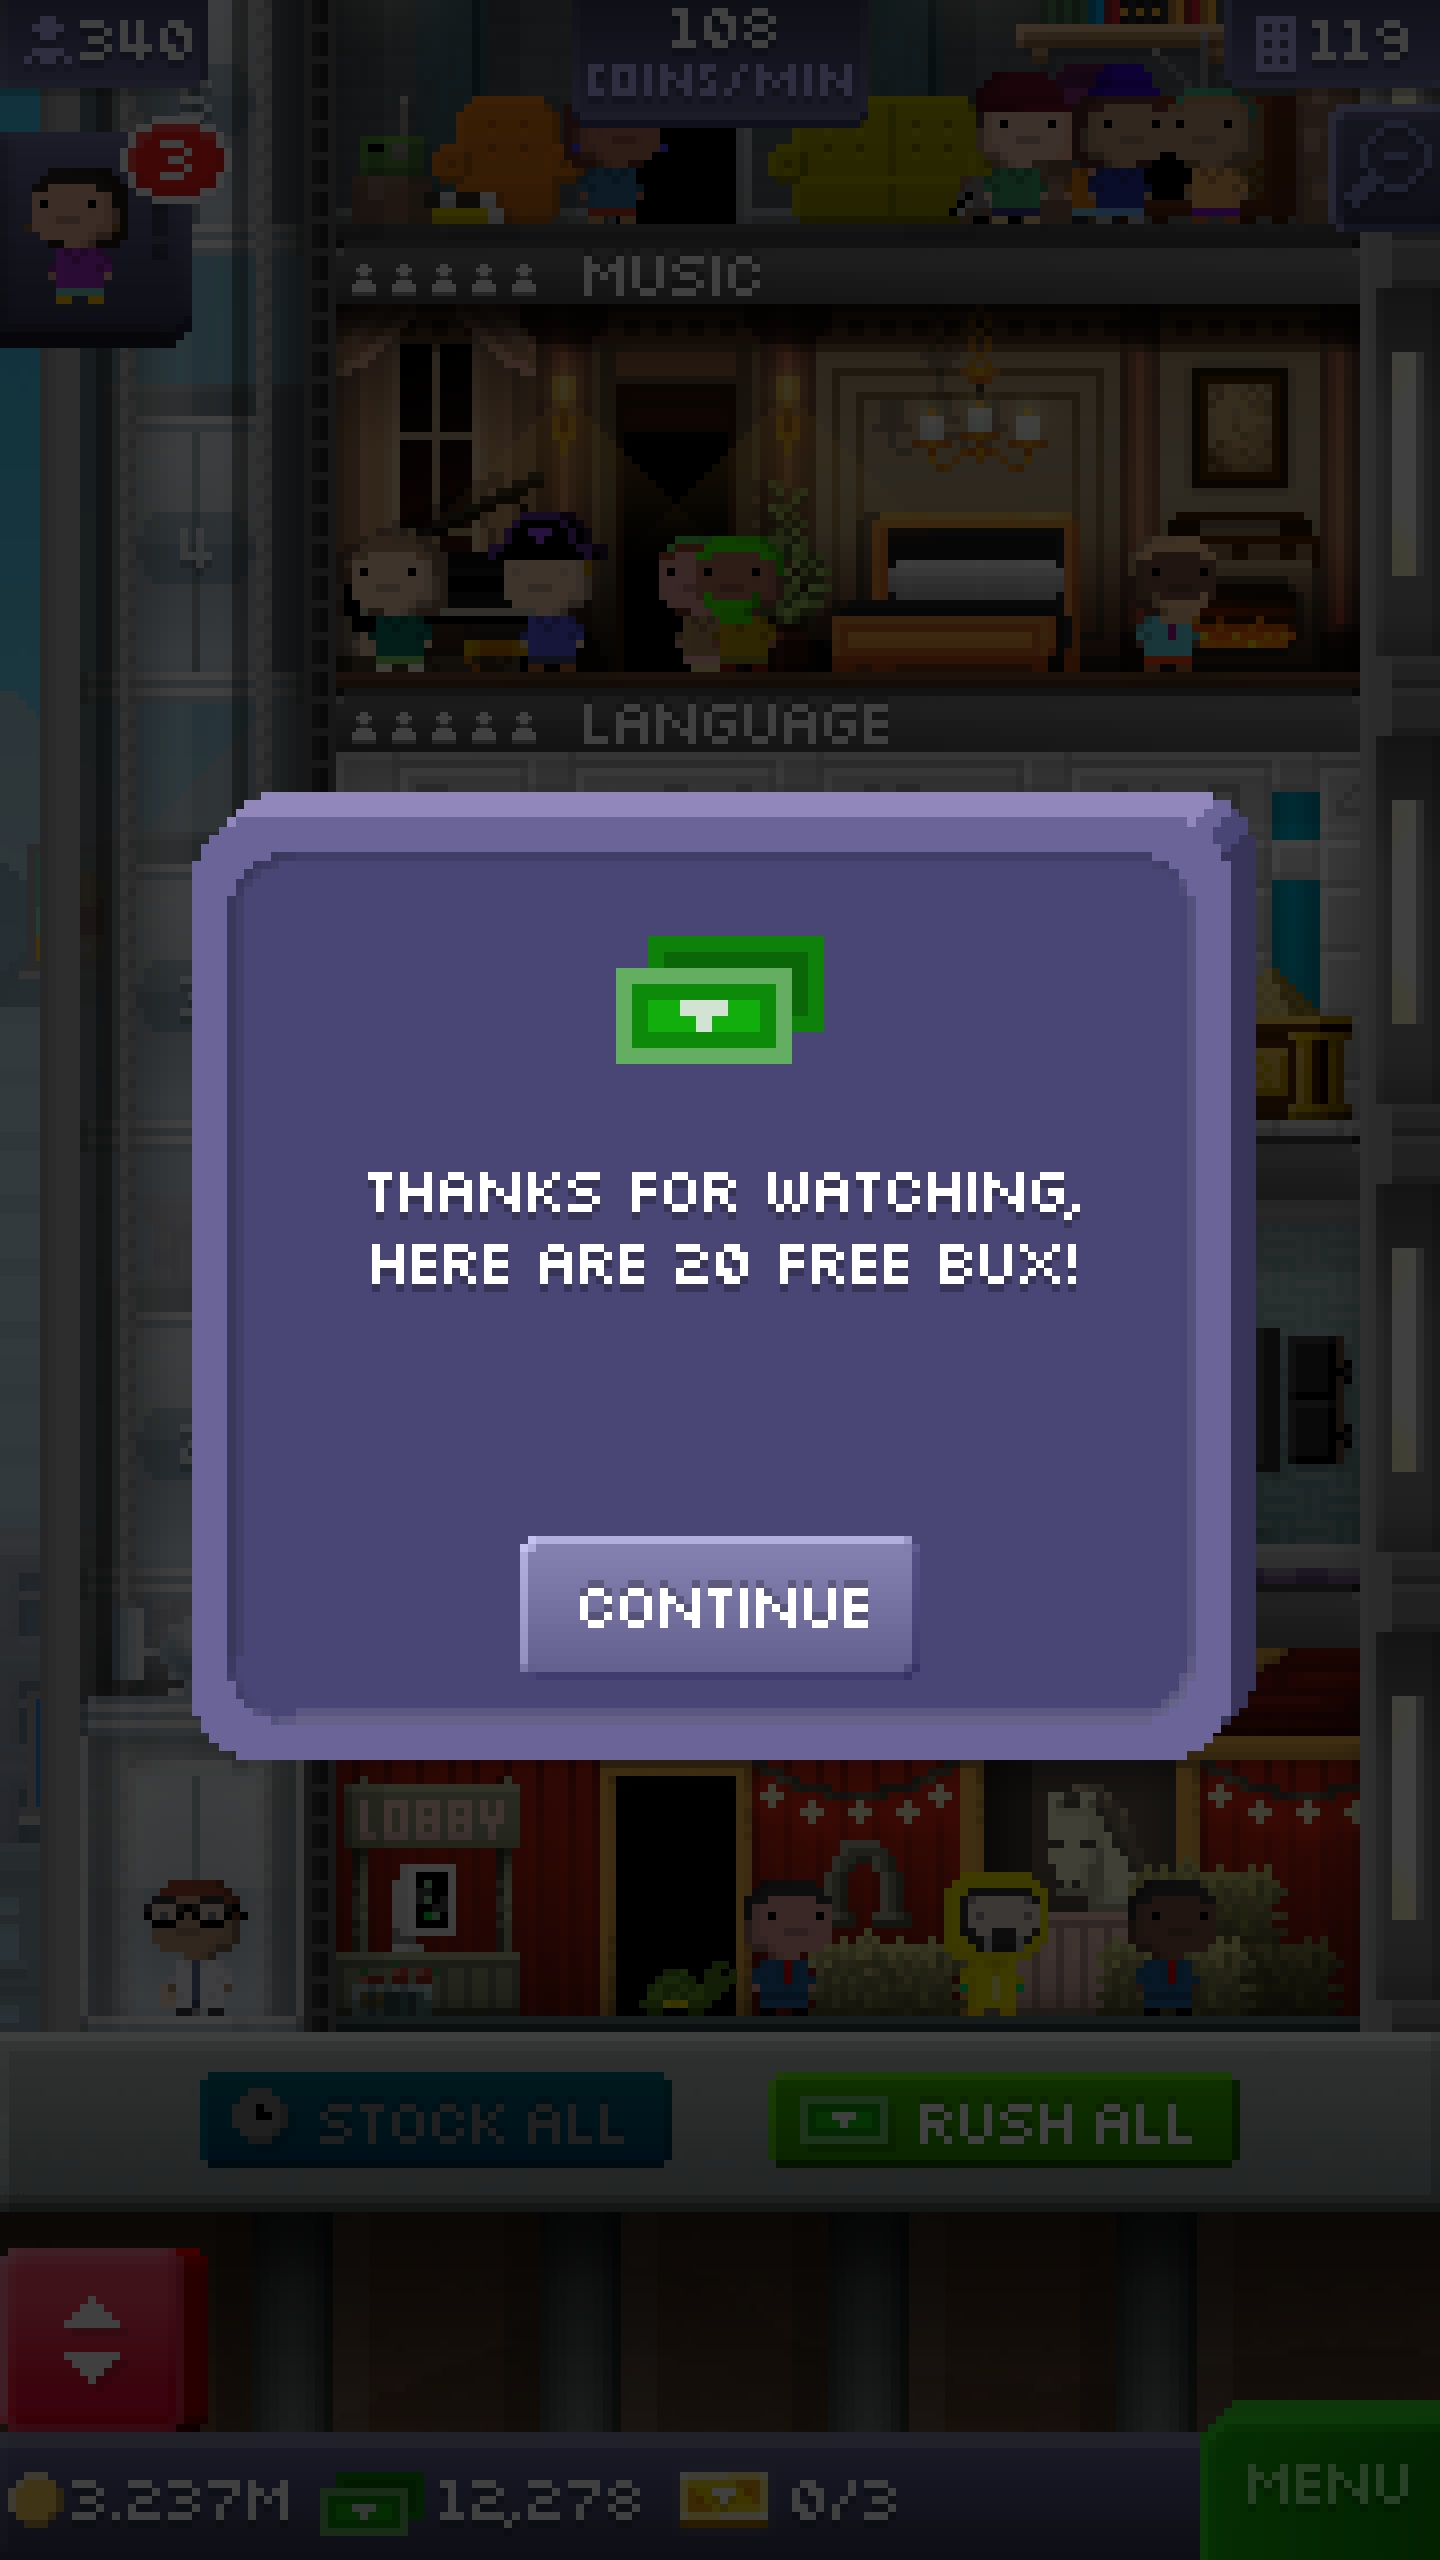 340
108
COINS/MIN
119
3
MUSIC
4
LANGUAGE
THANKS FOR WATCHING,
HERE ARE 20 FREE BUX!
CONTINUE
LOBBY
STOCK ALL
RUSH ALL
3.237M
12,278
0/3
MENU